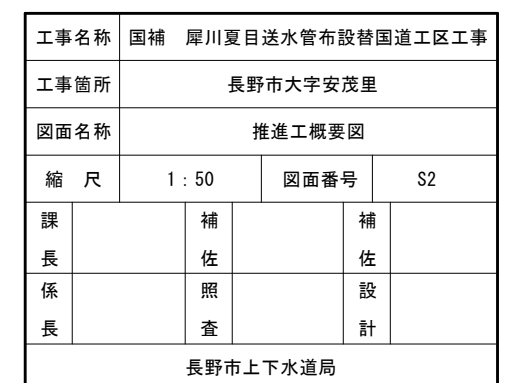 工事名称 国補 犀川夏目送水管布設替国道工区工事
工事箇所 長野市大字安茂里
図面名称 推進工概要図
縮 尺 1：50 図面番号 S2
課長 補佐 補佐
係長 照査 設計
長野市上下水道局